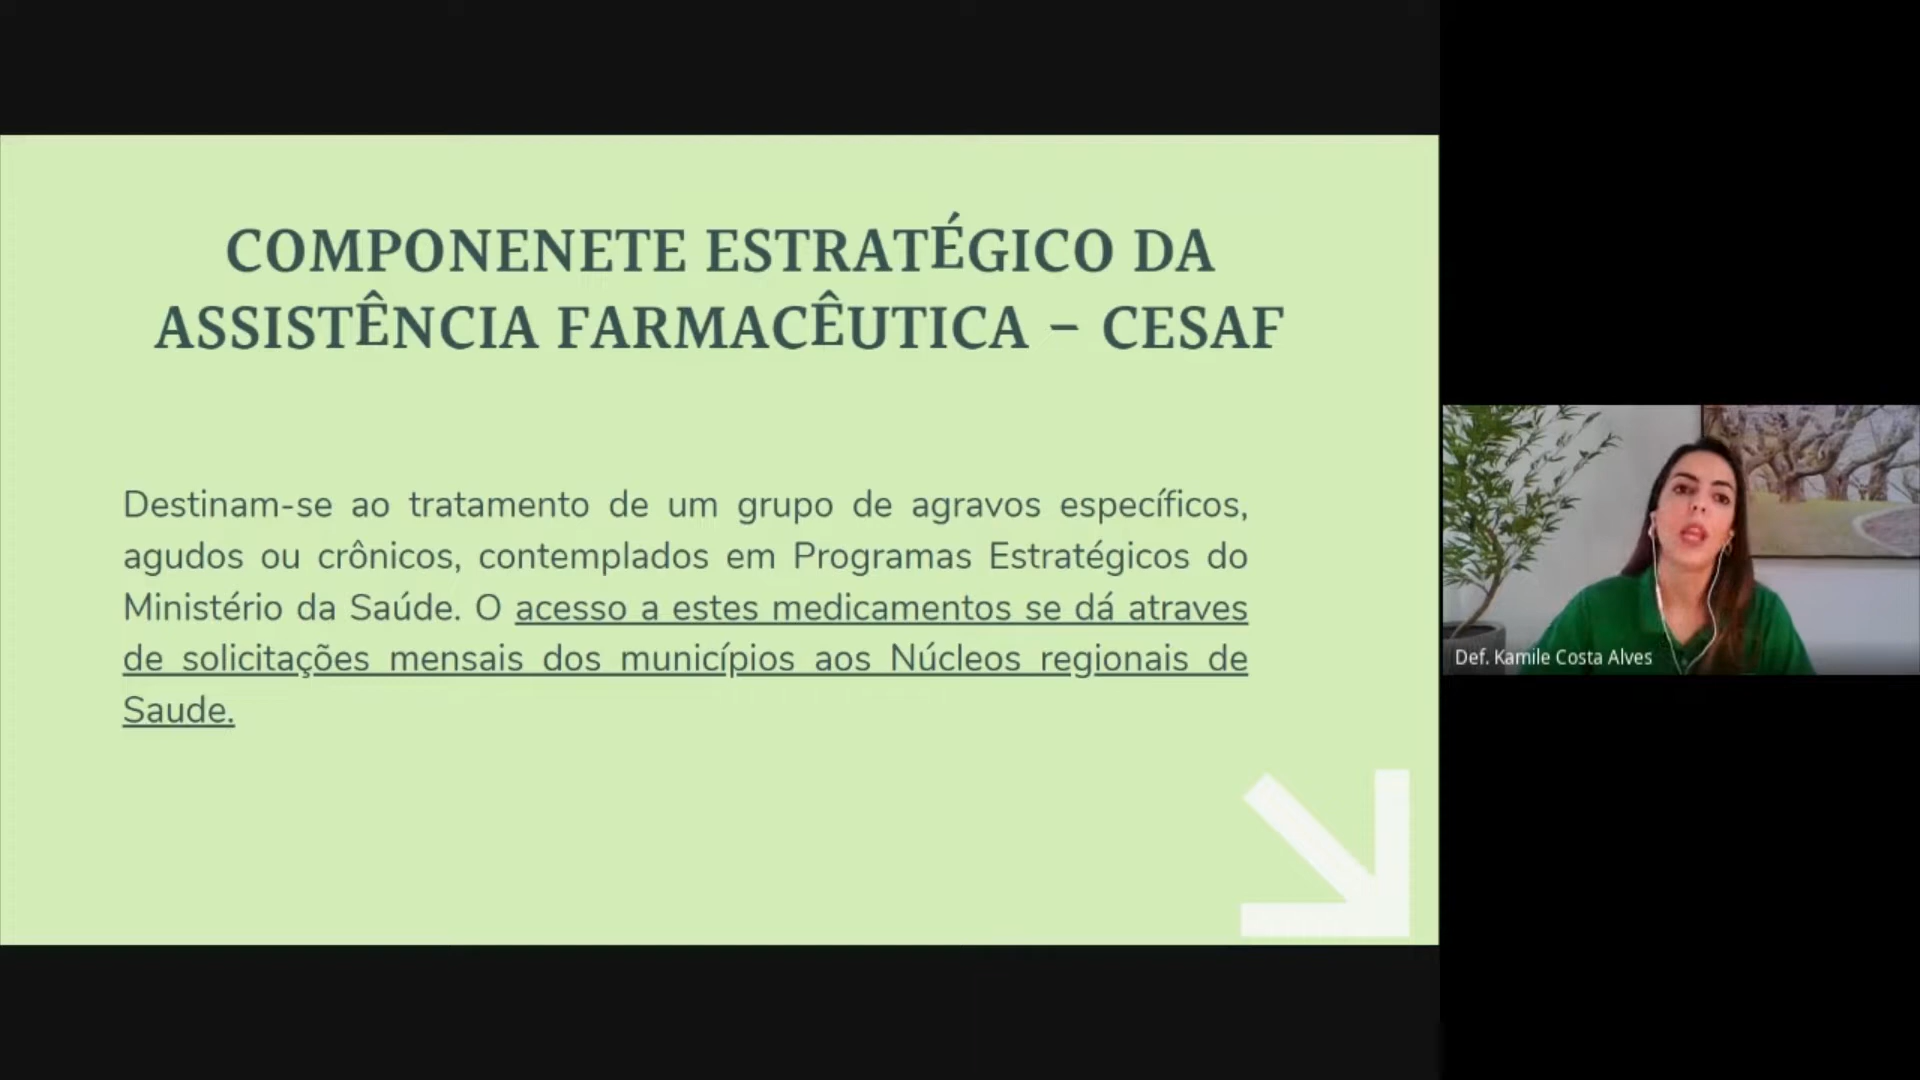 COMPONENETE ESTRATÉGICO DA
ASSISTÊNCIA FARMACÊUTICA – CESAF
Destinam-se ao tratamento de um grupo de agravos específicos,
agudos ou crônicos, contemplados em Programas Estratégicos do
Ministério da Saúde. O acesso a estes medicamentos se dá atraves
de solicitações mensais dos municípios aos Núcleos regionais de
Saude.
Def. Kamile Costa Alves